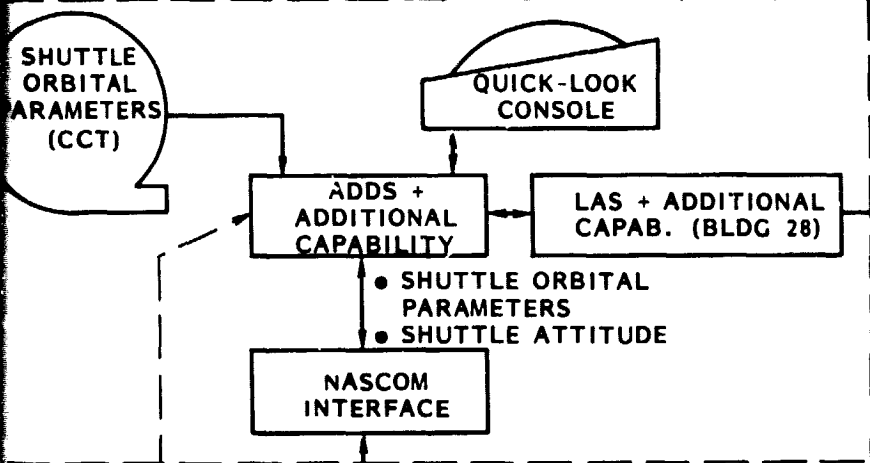 SHUTTLE
ORBITAL
ARAMETERS
(CCT)
QUICK-LOOK
CONSOLE
ADDS +
ADDITIONAL
CAPABILITY
LAS + ADDITIONAL
CAPAB. (BLDG 28)
● SHUTTLE ORBITAL
PARAMETERS
● SHUTTLE ATTITUDE
NASCOM
INTERFACE